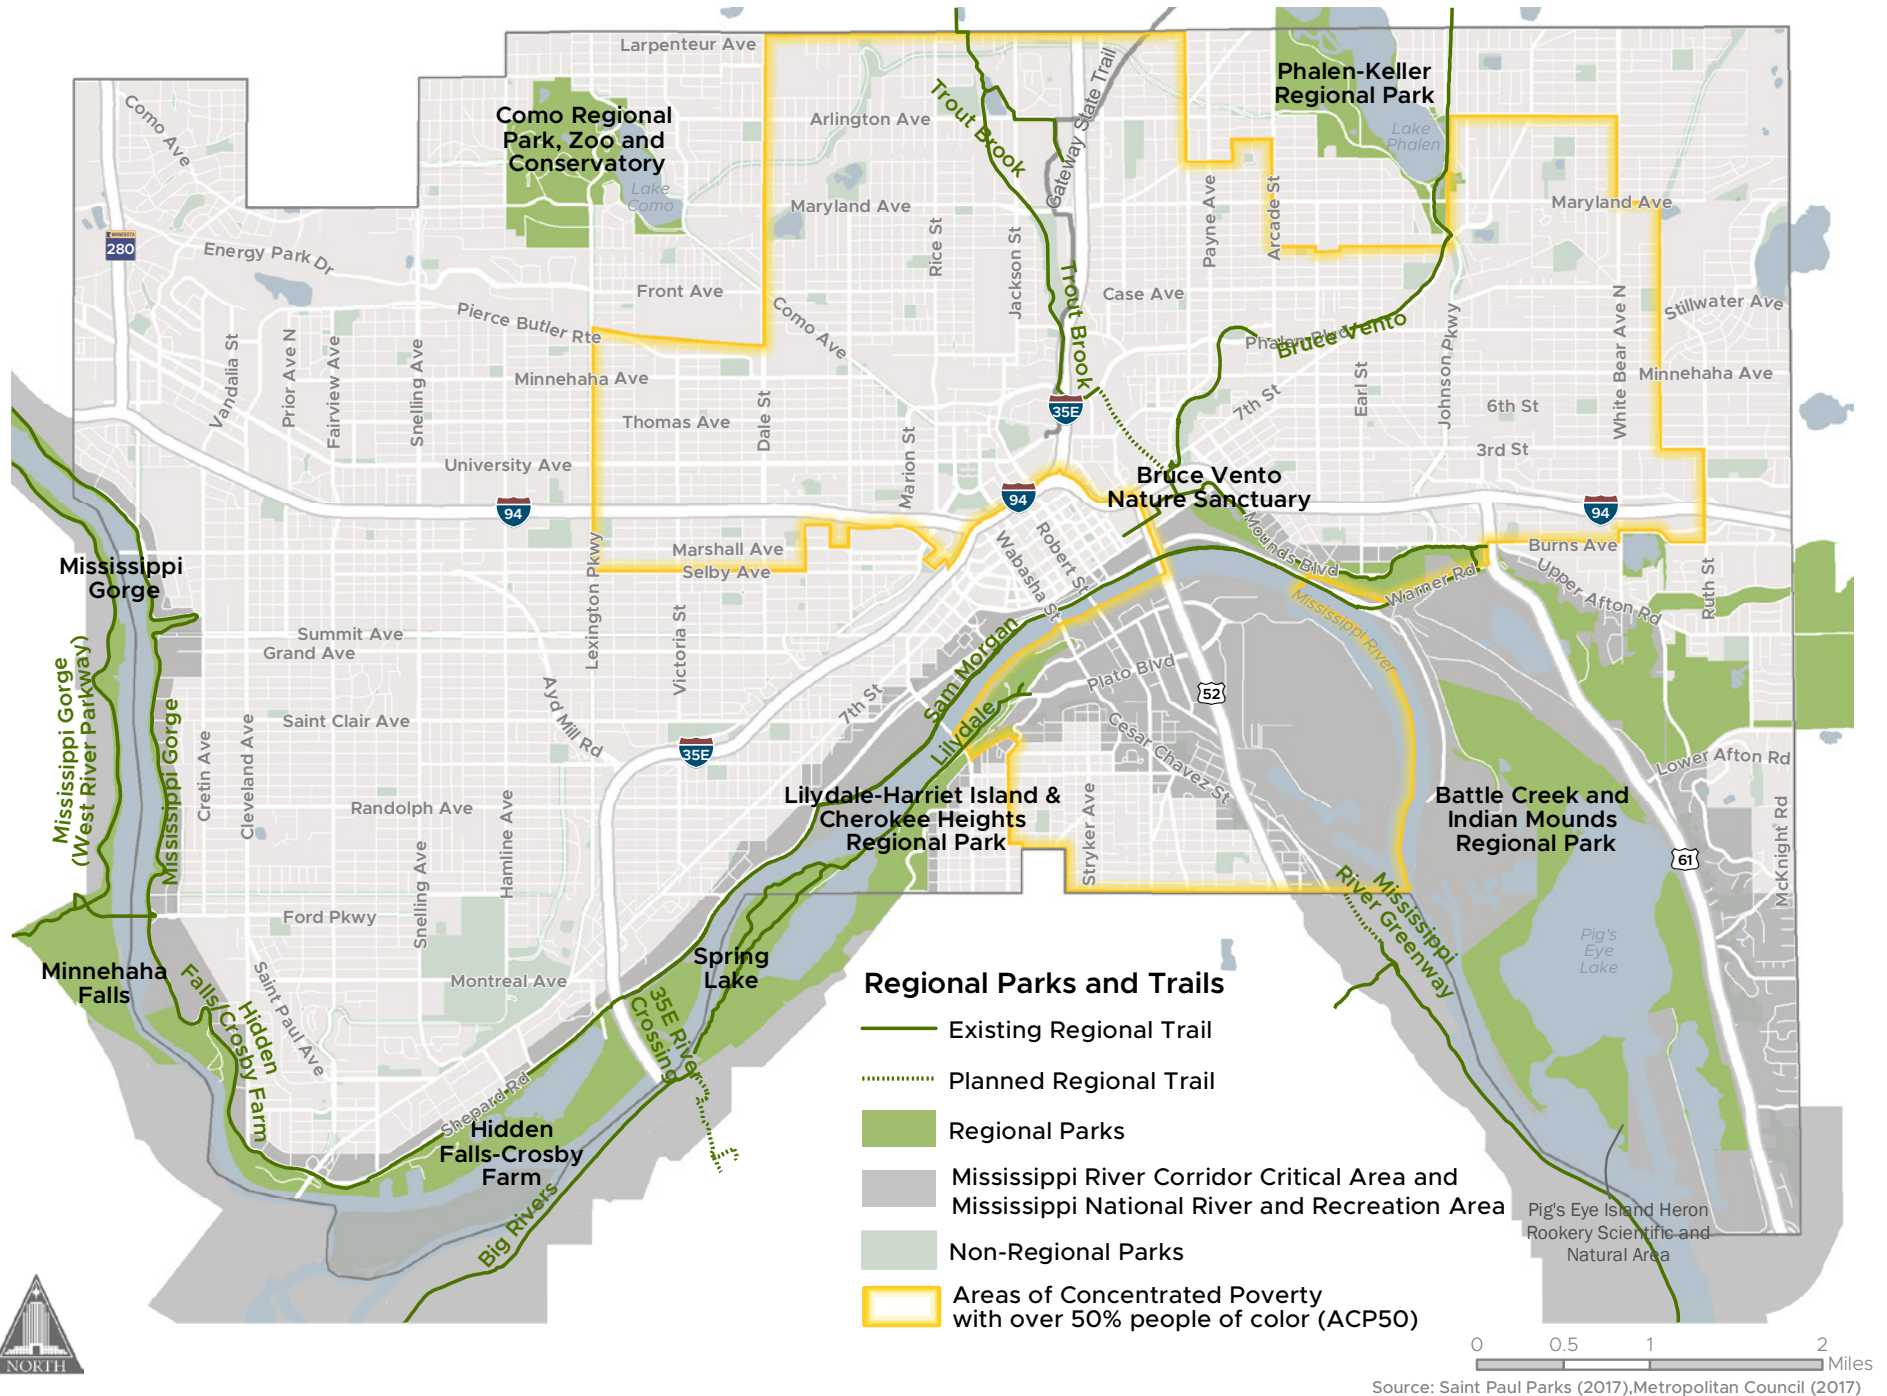 Larpenteur Ave
Como Ave
Como Regional
Park, Zoo and
Conservatory
Lake
Como
Arlington Ave
Trout Brook
Gateway State Trail
Phalen-Keller
Regional Park
Lake
Phalen
Maryland Ave
Maryland Ave
MINNESOTA
280
Energy Park Dr
Front Ave
Pierce Butler Rte
Como Ave
Rice St
Jackson St
Trout Brook
Payne Ave
Arcade St
Case Ave
Phalen Blvd
Bruce Vento
Johnson Pkwy
White Bear Ave N
Stillwater Ave
Vandalia St
Prior Ave N
Fairview Ave
Snelling Ave
Minnehaha Ave
Minnehaha Ave
Thomas Ave
Dale St
35E
7th St
Earl St
6th St
3rd St
University Ave
Marion St
94
94
94
Bruce Vento
Nature Sanctuary
Mississippi
Gorge
Lexington Pkwy
Marshall Ave
Selby Ave
Robert St
Wabasha St
Mounds Blvd
Warner Rd
Burns Ave
Upper Afton Rd
Ruth St
Mississippi River
Summit Ave
Grand Ave
Victoria St
Sam Morgan
Lilydale
Plato Blvd
52
Mississippi Gorge
(West River Parkway)
Mississippi Gorge
Saint Clair Ave
Ayd Mill Rd
7th St
35E
Cesar Chavez St
Lower Afton Rd
Cretin Ave
Cleveland Ave
Randolph Ave
Hamline Ave
Snelling Ave
Lilydale-Harriet Island &
Cherokee Heights
Regional Park
Stryker Ave
Battle Creek and
Indian Mounds
Regional Park
61
McKnight Rd
Ford Pkwy
Mississippi
River Greenway
Pig's
Eye
Lake
Minnehaha
Falls
Spring
Lake
Montreal Ave
Saint Paul Ave
Hidden
Falls/Crosby Farm
35E River
Crossing
Shepard Rd
Hidden
Falls-Crosby
Farm
Big Rivers
Regional Parks and Trails
Existing Regional Trail
Planned Regional Trail
Regional Parks
Mississippi River Corridor Critical Area and
Mississippi National River and Recreation Area
Non-Regional Parks
Areas of Concentrated Poverty
with over 50% people of color (ACP50)
Pig's Eye Island Heron
Rookery Scientific and
Natural Area
NORTH
0 0.5 1 2
Miles
Source: Saint Paul Parks (2017),Metropolitan Council (2017)